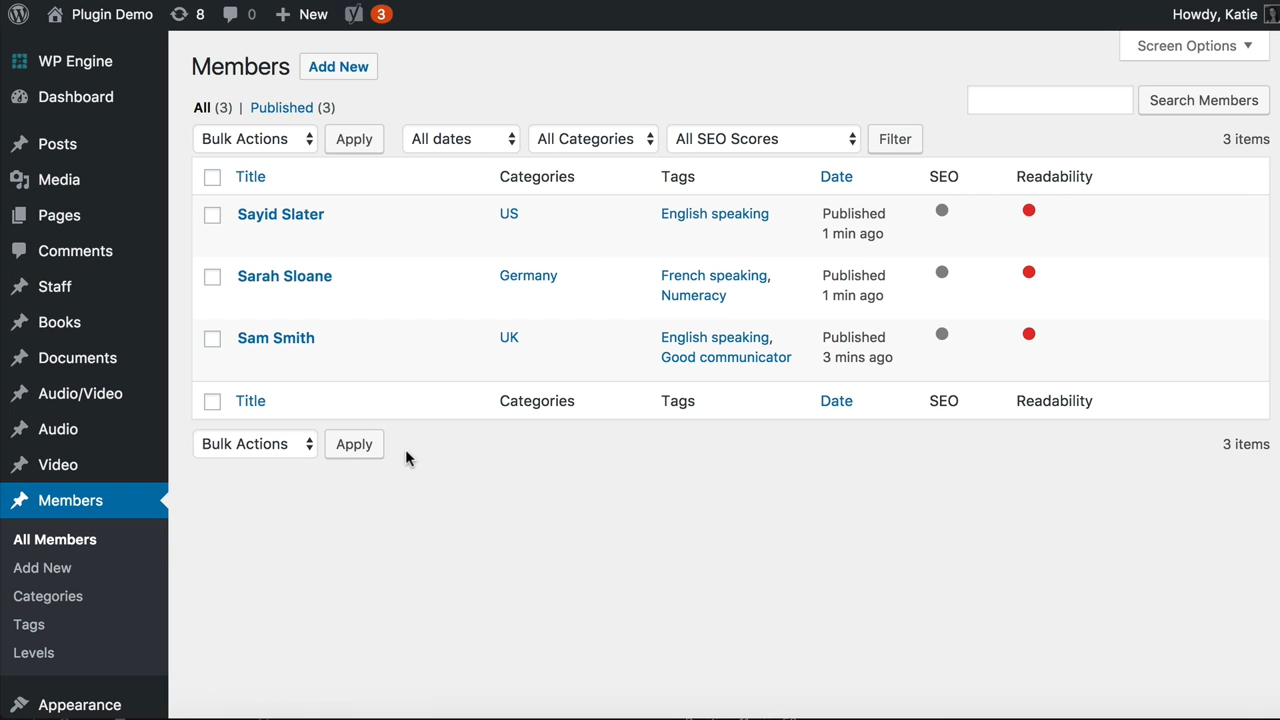 Plugin Demo 8 0 New 3 Howdy, Katie
WP Engine
Dashboard
Posts
Media
Pages
Comments
Staff
Books
Documents
Audio/Video
Audio
Video
Members
All Members
Add New
Categories
Tags
Levels
Appearance
Screen Options
Members Add New
All (3) | Published (3)
Search Members
Bulk Actions Apply All dates All Categories All SEO Scores Filter 3 items
Title Categories Tags Date SEO Readability
Sayid Slater US English speaking Published
1 min ago
Sarah Sloane Germany French speaking, Published
Numeracy 1 min ago
Sam Smith UK English speaking, Published
Good communicator 3 mins ago
Title Categories Tags Date SEO Readability
Bulk Actions Apply 3 items